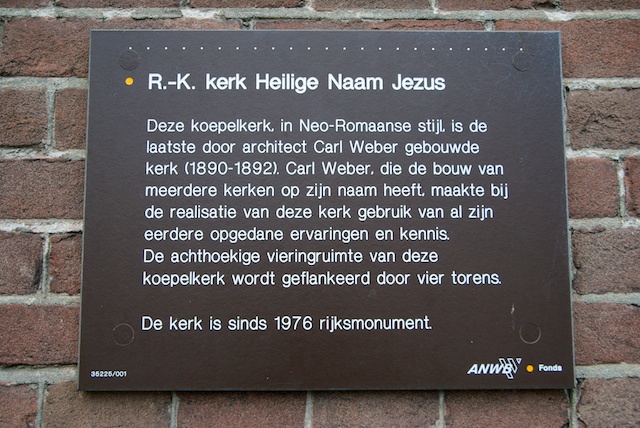 R.-K. kerk Heilige Naam Jezus
Deze koepelkerk, in Neo-Romaanse stijl, is de
laatste door architect Carl Weber gebouwde
kerk (1890-1892). Carl Weber, die de bouw van
meerdere kerken op zijn naam heeft, maakte bij
de realisatie van deze kerk gebruik van al zijn
eerdere opgedane ervaringen en kennis.
De achthoekige vieringruimte van deze
koepelkerk wordt geflankeerd door vier torens.
De kerk is sinds 1976 rijksmonument.
35225/001
ANWB Fonds